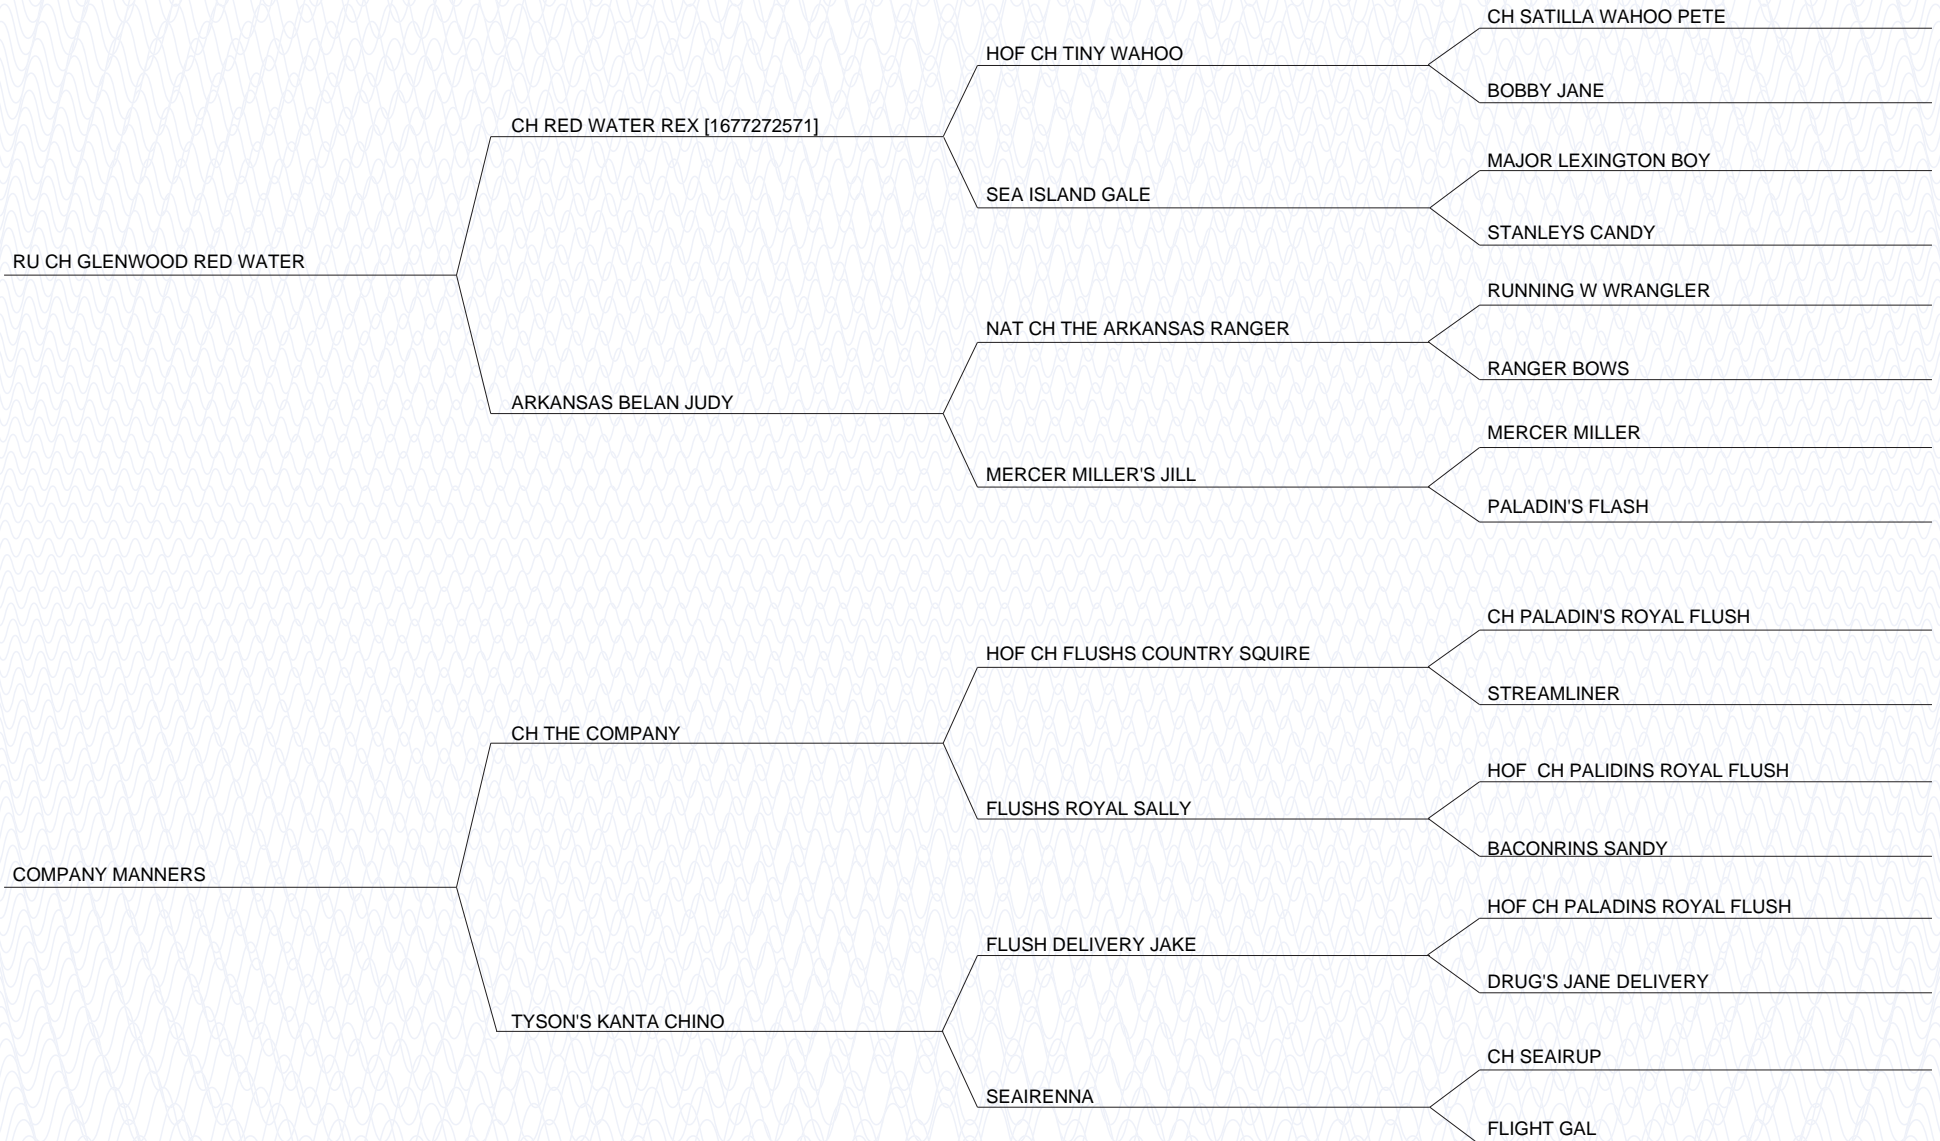 CH SATILLA WAHOO PETE
HOF CH TINY WAHOO
BOBBY JANE
CH RED WATER REX [1677272571]
MAJOR LEXINGTON BOY
SEA ISLAND GALE
STANLEYS CANDY
RU CH GLENWOOD RED WATER
RUNNING W WRANGLER
NAT CH THE ARKANSAS RANGER
RANGER BOWS
ARKANSAS BELAN JUDY
MERCER MILLER
MERCER MILLER'S JILL
PALADIN'S FLASH
CH PALADIN'S ROYAL FLUSH
HOF CH FLUSHS COUNTRY SQUIRE
STREAMLINER
CH THE COMPANY
HOF  CH PALIDINS ROYAL FLUSH
FLUSHS ROYAL SALLY
BACONRINS SANDY
COMPANY MANNERS
HOF CH PALADINS ROYAL FLUSH
FLUSH DELIVERY JAKE
DRUG'S JANE DELIVERY
TYSON'S KANTA CHINO
CH SEAIRUP
SEAIRENNA
FLIGHT GAL